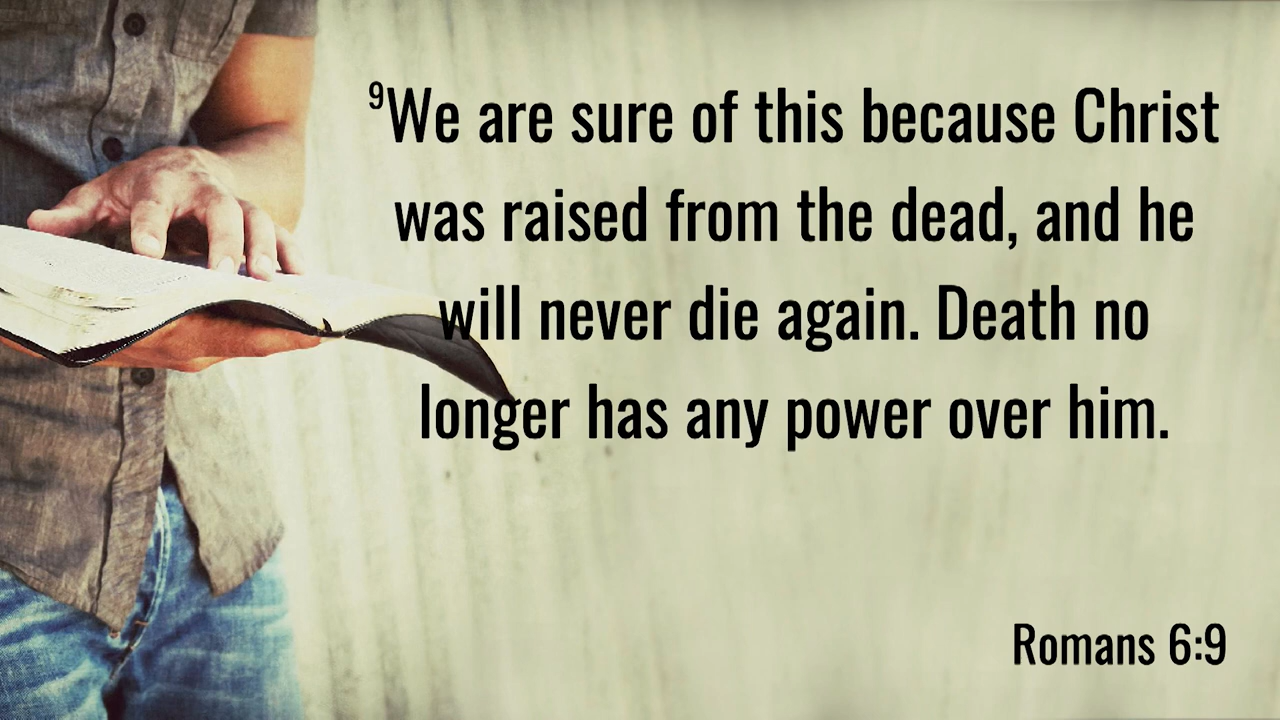 ⁹We are sure of this because Christ
was raised from the dead, and he
will never die again. Death no
longer has any power over him.
Romans 6:9